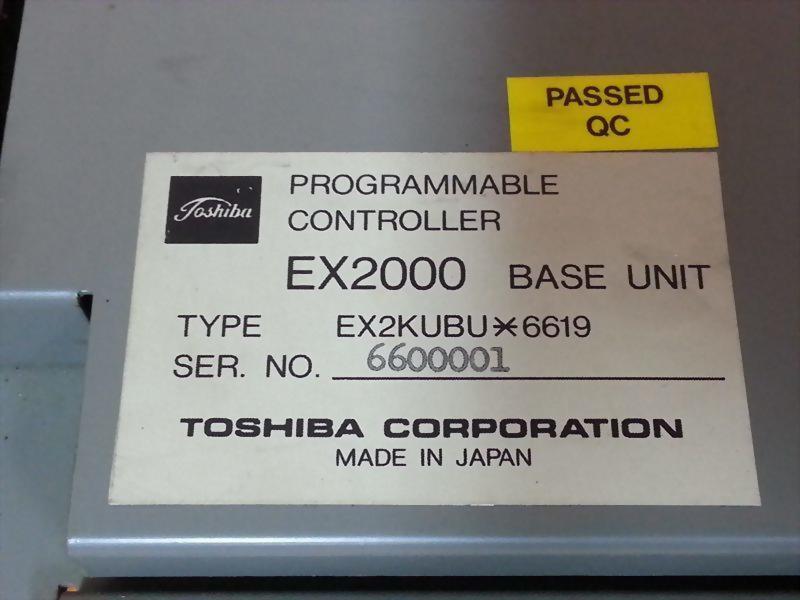 PASSED
QC
Toshiba
PROGRAMMABLE
CONTROLLER
EX2000 BASE UNIT
TYPE EX2KUBU*6619
SER. NO. 6600001
TOSHIBA CORPORATION
MADE IN JAPAN